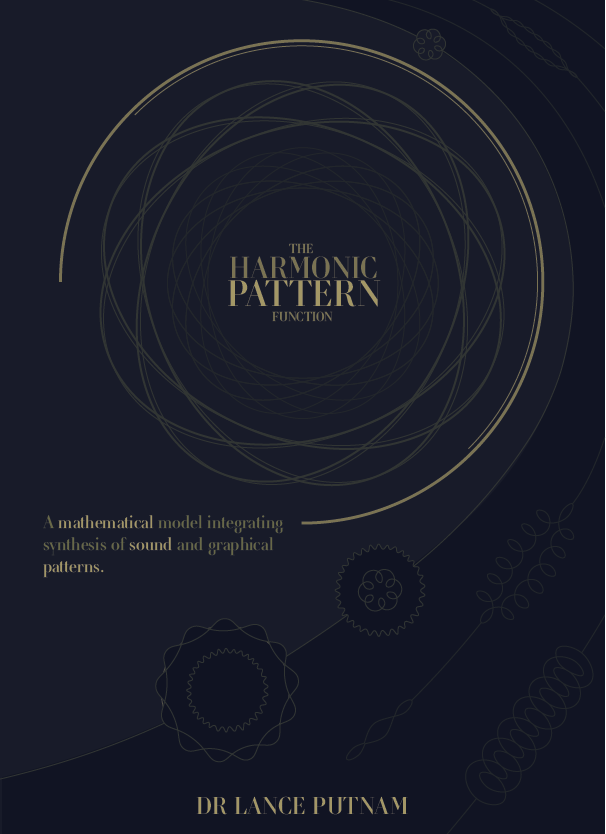 THE
HARMONIC
PATTERN
FUNCTION
A mathematical model integrating
synthesis of sound and graphical
patterns.
DR LANCE PUTNAM